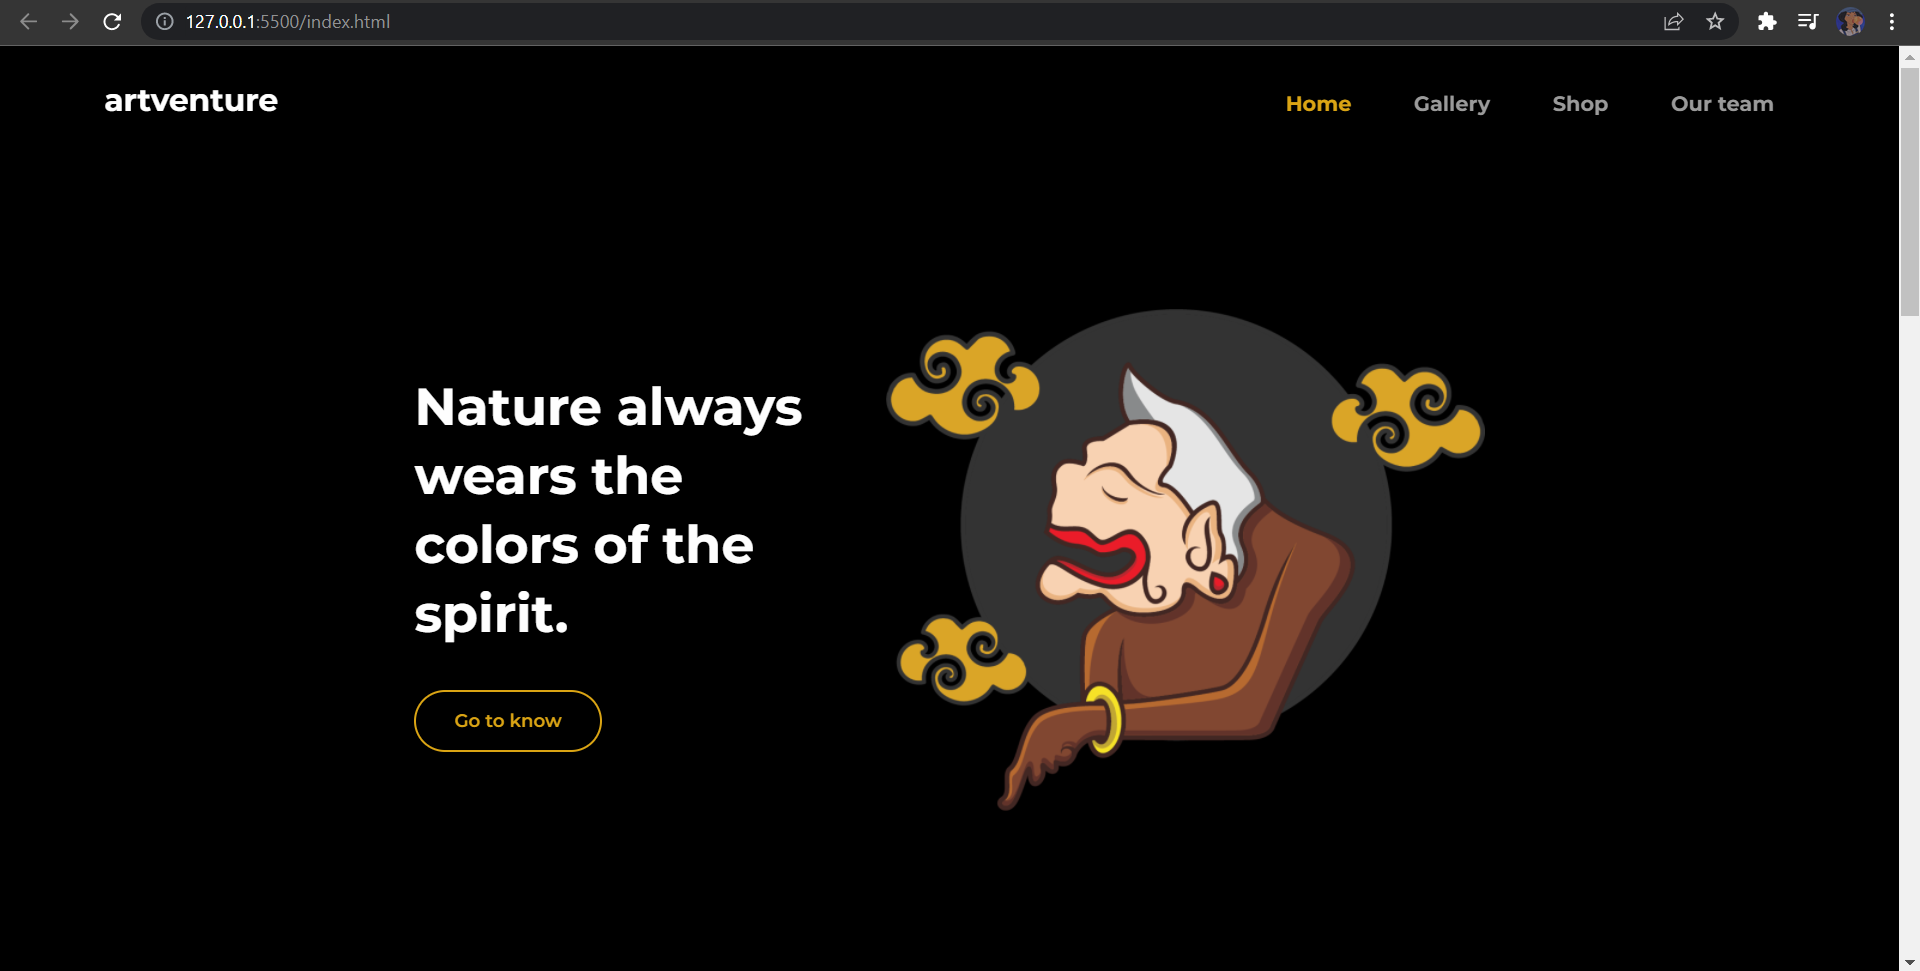 127.0.0.1:5500/index.html
artventure
Home Gallery Shop Our team
Nature always
wears the
colors of the
spirit.
Go to know